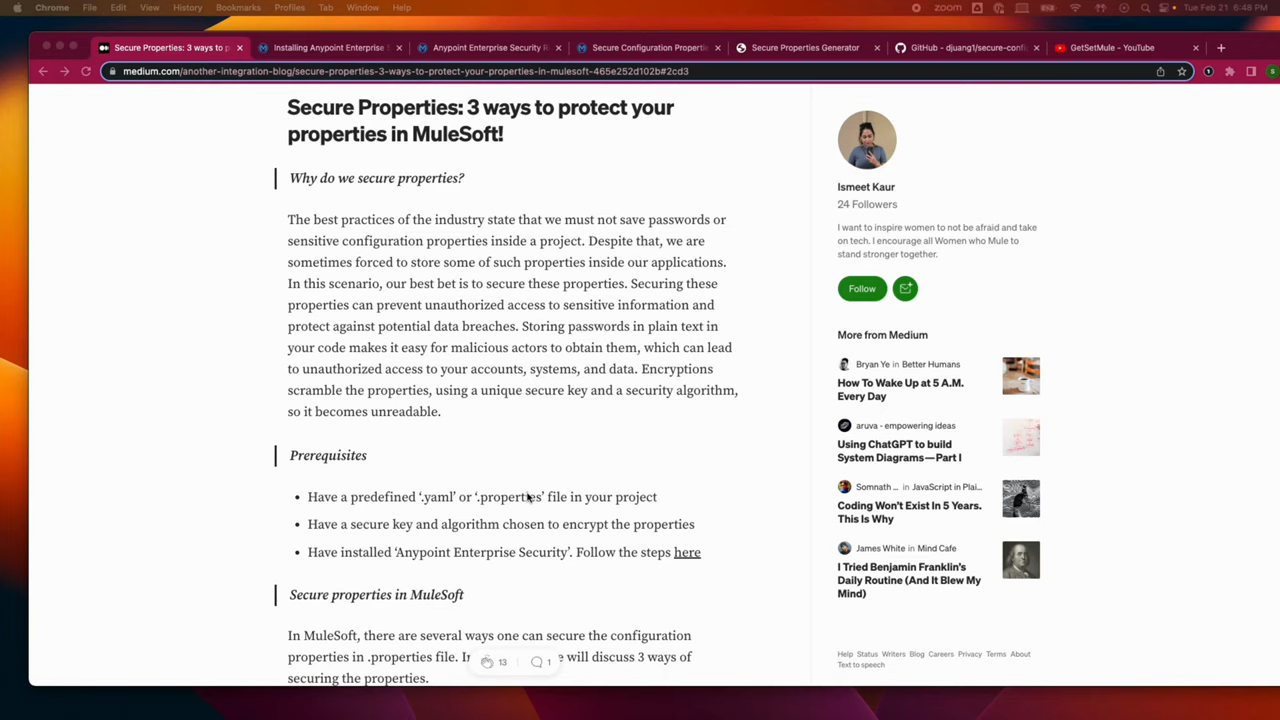 Chrome File Edit View History Bookmarks Profiles Tab Window Help
zoom
Tue Feb 21 6:48 PM
Secure Properties: 3 ways to p
Installing Anypoint Enterprise
Anypoint Enterprise Security R
Secure Configuration Propertie
Secure Properties Generator
GitHub - djuang1/secure-confi
GetSetMule - YouTube
medium.com/another-integration-blog/secure-properties-3-ways-to-protect-your-properties-in-mulesoft-465e252d102b#2cd3
Secure Properties: 3 ways to protect your
properties in MuleSoft!
Why do we secure properties?
The best practices of the industry state that we must not save passwords or
sensitive configuration properties inside a project. Despite that, we are
sometimes forced to store some of such properties inside our applications.
In this scenario, our best bet is to secure these properties. Securing these
properties can prevent unauthorized access to sensitive information and
protect against potential data breaches. Storing passwords in plain text in
your code makes it easy for malicious actors to obtain them, which can lead
to unauthorized access to your accounts, systems, and data. Encryptions
scramble the properties, using a unique secure key and a security algorithm,
so it becomes unreadable.
Prerequisites
• Have a predefined ‘.yaml’ or ‘.properties’ file in your project
• Have a secure key and algorithm chosen to encrypt the properties
• Have installed ‘Anypoint Enterprise Security’. Follow the steps here
Secure properties in MuleSoft
In MuleSoft, there are several ways one can secure the configuration
properties in .properties file. In will discuss 3 ways of
securing the properties.
13 1
Ismeet Kaur
24 Followers
I want to inspire women to not be afraid and take
on tech. I encourage all Women who Mule to
stand stronger together.
Follow
More from Medium
Bryan Ye in Better Humans
How To Wake Up at 5 A.M.
Every Day
aruva - empowering ideas
Using ChatGPT to build
System Diagrams—Part I
Somnath .. in JavaScript in Plai...
Coding Won't Exist In 5 Years.
This Is Why
James White in Mind Cafe
I Tried Benjamin Franklin's
Daily Routine (And It Blew My
Mind)
Help Status Writers Blog Careers Privacy Terms About
Text to speech